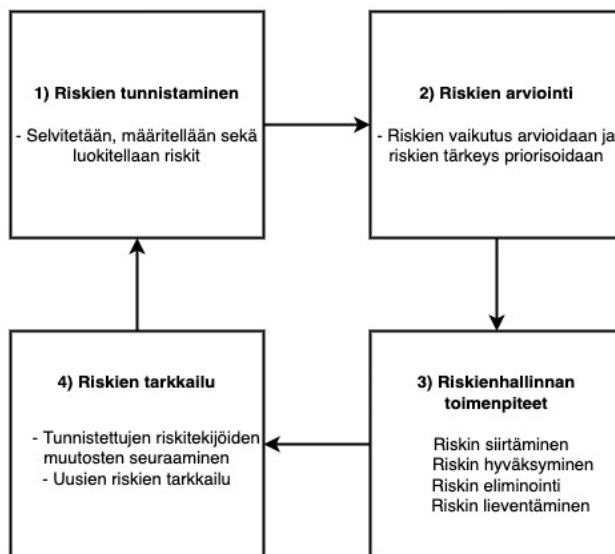 1) Riskien tunnistaminen
- Selvitetään, määritellään sekä
luokitellaan riskit
2) Riskien arviointi
- Riskien vaikutus arvioidaan ja
riskien tärkeys priorisoidaan
3) Riskienhallinnan
toimenpiteet
Riskin siirtäminen
Riskin hyväksyminen
Riskin eliminointi
Riskin lieventäminen
4) Riskien tarkkailu
- Tunnistettujen riskitekijöiden
muutosten seuraaminen
- Uusien riskien tarkkailu